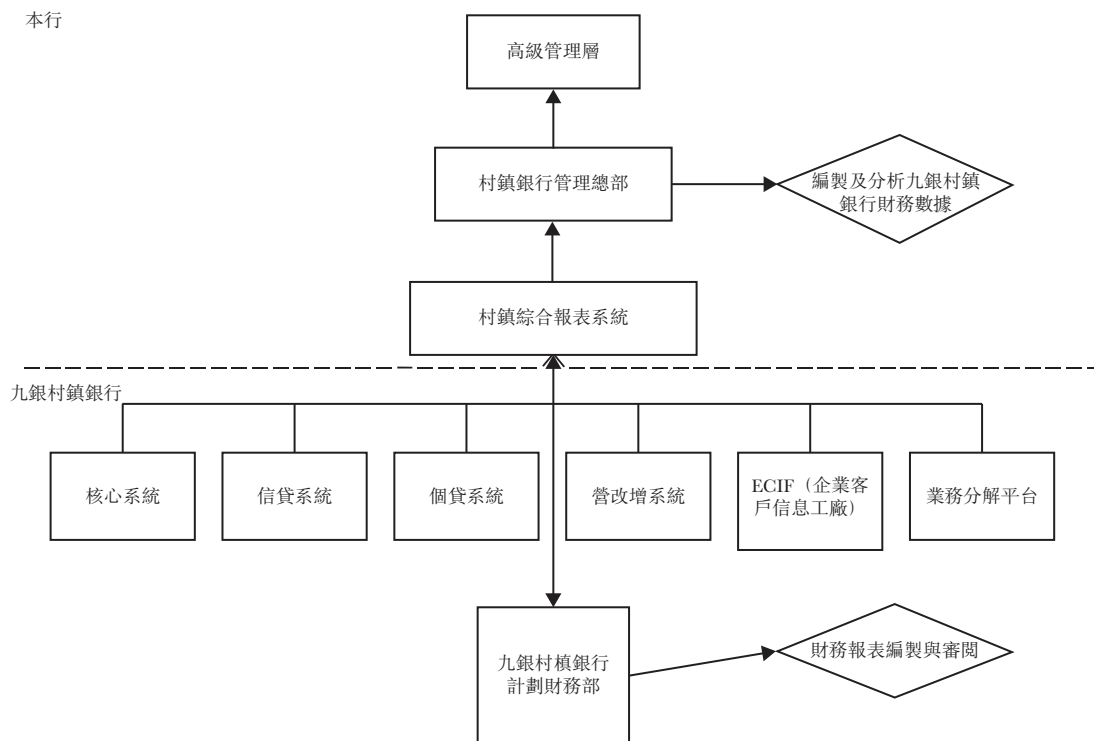 本行
高級管理層
村鎮銀行管理總部
編製及分析九銀村鎮
銀行財務數據
村鎮綜合報表系統
九銀村鎮銀行
核心系統
信貸系統
個貸系統
營改增系統
ECIF（企業客
戶信息工廠）
業務分解平台
九銀村槙銀行
計劃財務部
財務報表編製與審閱